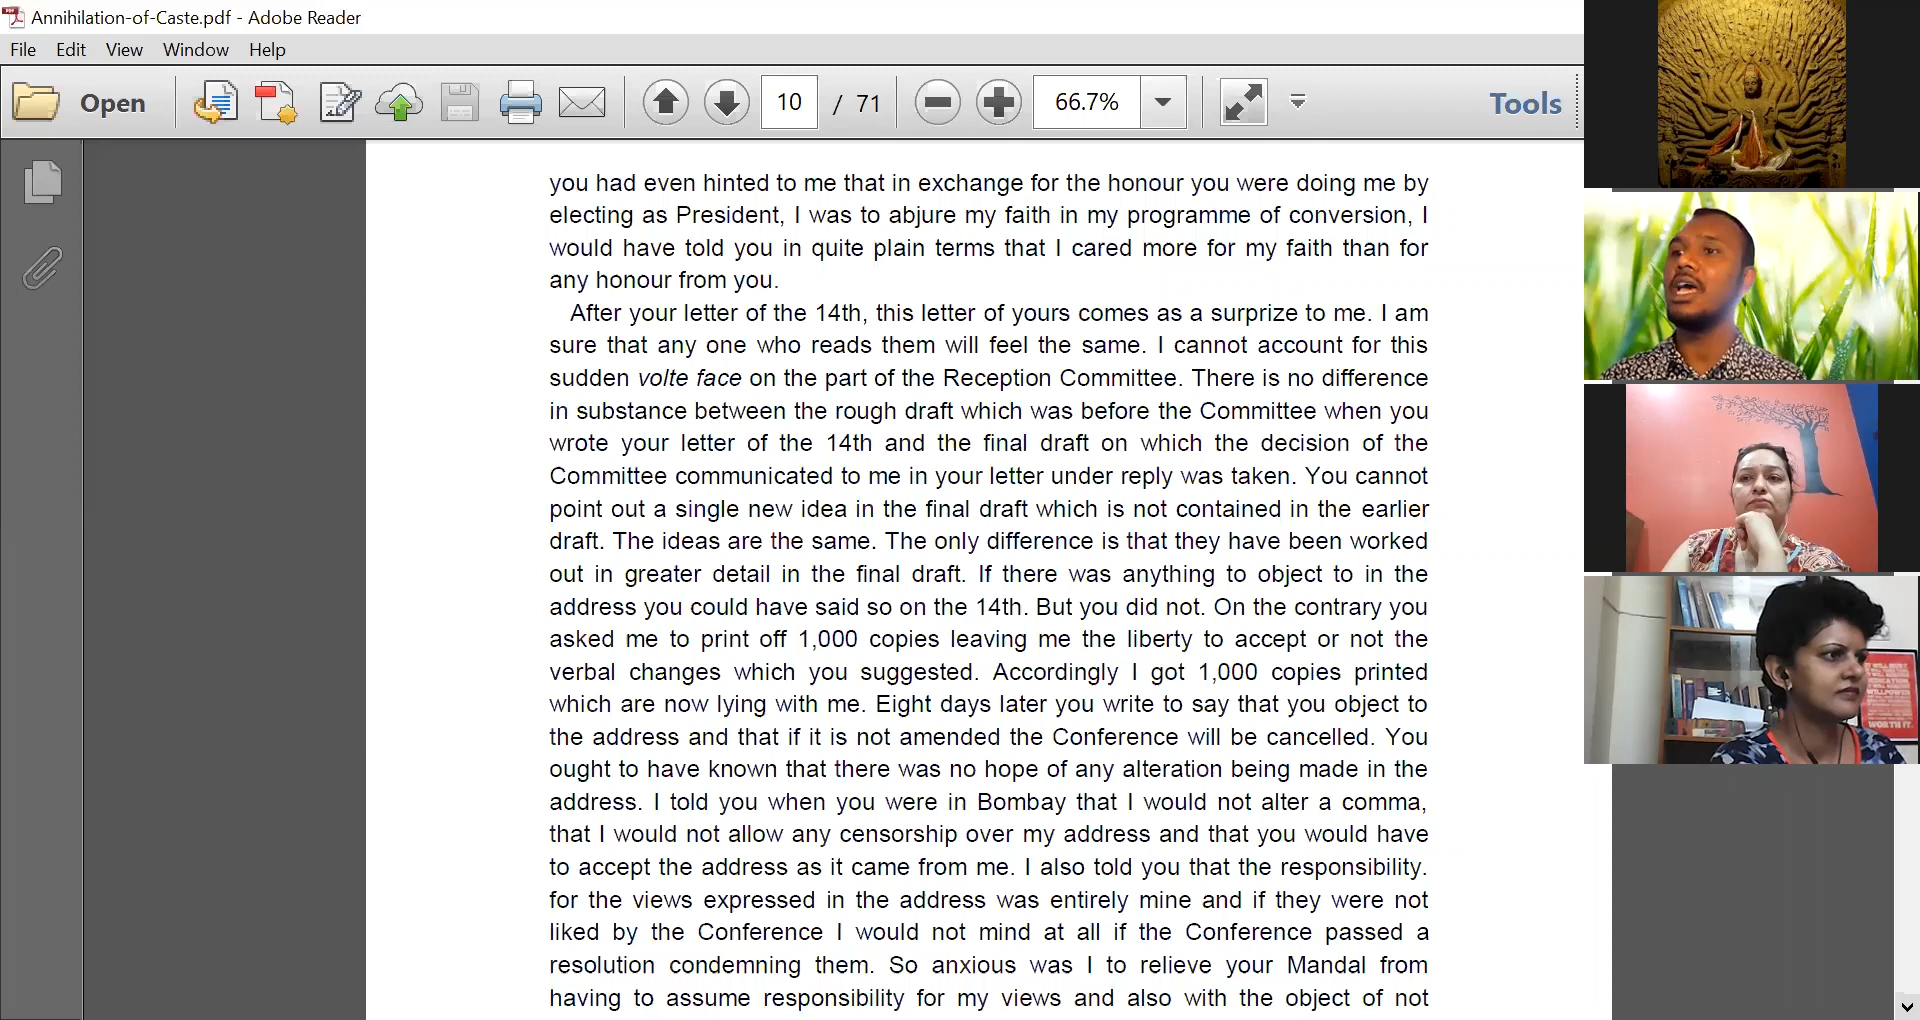 Annihilation-of-Caste.pdf - Adobe Reader
File Edit View Window Help
Open 10 / 71 66.7% Tools
you had even hinted to me that in exchange for the honour you were doing me by
electing as President, I was to abjure my faith in my programme of conversion, I
would have told you in quite plain terms that I cared more for my faith than for
any honour from you.
After your letter of the 14th, this letter of yours comes as a surprize to me. I am
sure that any one who reads them will feel the same. I cannot account for this
sudden volte face on the part of the Reception Committee. There is no difference
in substance between the rough draft which was before the Committee when you
wrote your letter of the 14th and the final draft on which the decision of the
Committee communicated to me in your letter under reply was taken. You cannot
point out a single new idea in the final draft which is not contained in the earlier
draft. The ideas are the same. The only difference is that they have been worked
out in greater detail in the final draft. If there was anything to object to in the
address you could have said so on the 14th. But you did not. On the contrary you
asked me to print off 1,000 copies leaving me the liberty to accept or not the
verbal changes which you suggested. Accordingly I got 1,000 copies printed
which are now lying with me. Eight days later you write to say that you object to
the address and that if it is not amended the Conference will be cancelled. You
ought to have known that there was no hope of any alteration being made in the
address. I told you when you were in Bombay that I would not alter a comma,
that I would not allow any censorship over my address and that you would have
to accept the address as it came from me. I also told you that the responsibility.
for the views expressed in the address was entirely mine and if they were not
liked by the Conference I would not mind at all if the Conference passed a
resolution condemning them. So anxious was I to relieve your Mandal from
having to assume responsibility for my views and also with the object of not
WILLPOWER
WORTH IT.